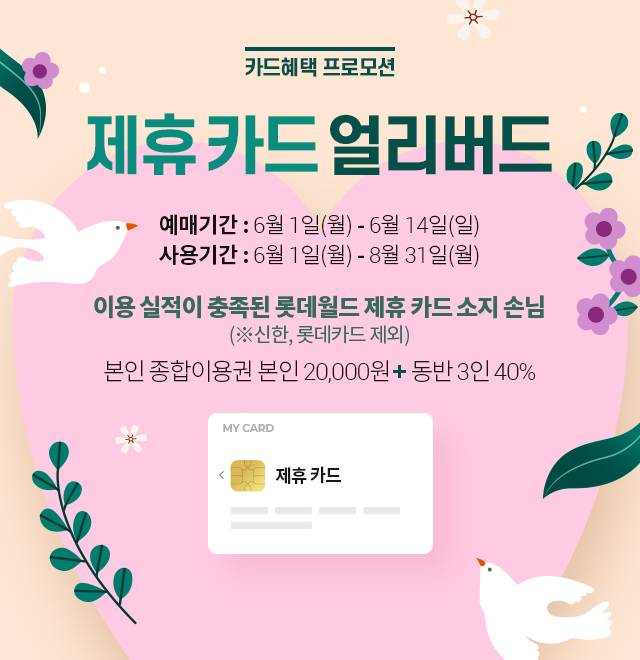 카드혜택 프로모션
제휴 카드 얼리버드
예매기간 : 6월 1일(월) - 6월 14일(일)
사용기간 : 6월 1일(월) - 8월 31일(월)
이용 실적이 충족된 롯데월드 제휴 카드 소지 손님
(※신한, 롯데카드 제외)
본인 종합이용권 본인 20,000원 + 동반 3인 40%
MY CARD
제휴 카드